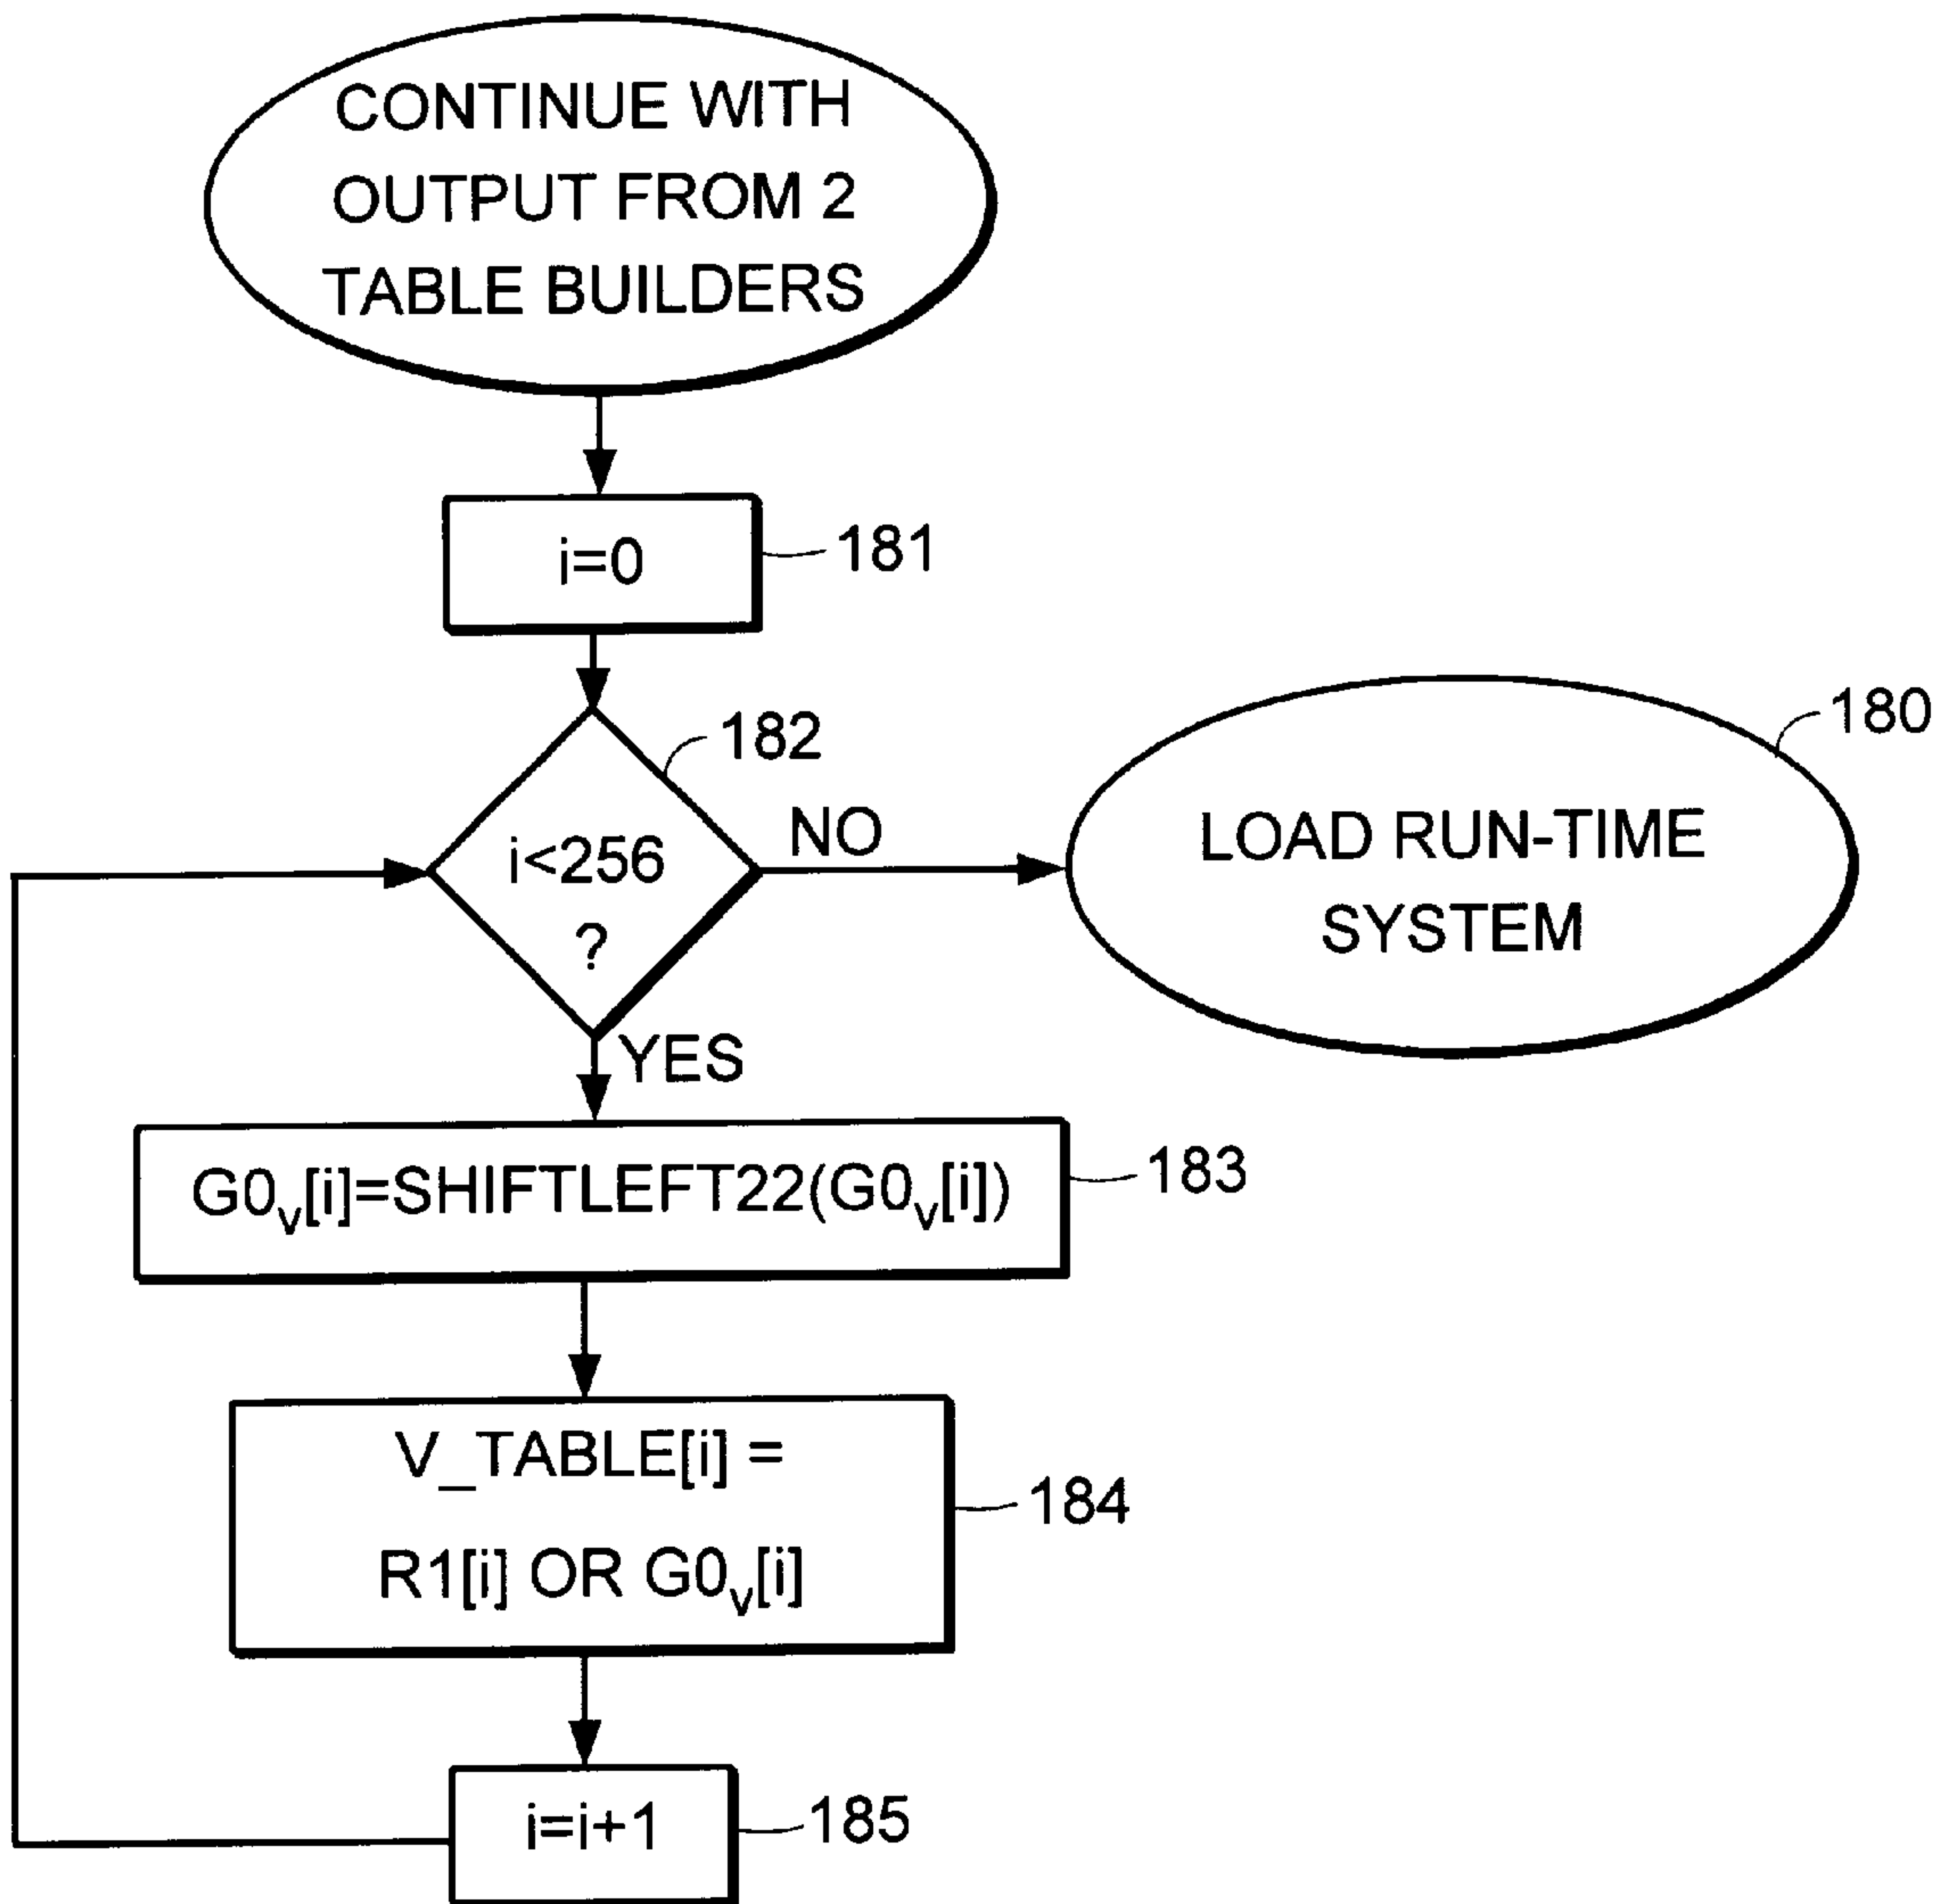 CONTINUE WITH
OUTPUT FROM 2
TABLE BUILDERS
i=0
181
182
i<256
?
NO
YES
180
LOAD RUN-TIME
SYSTEM
G0v[i]=SHIFTLEFT22(G0v[i])
183
V_TABLE[i] =
R1[i] OR G0v[i]
184
i=i+1
185